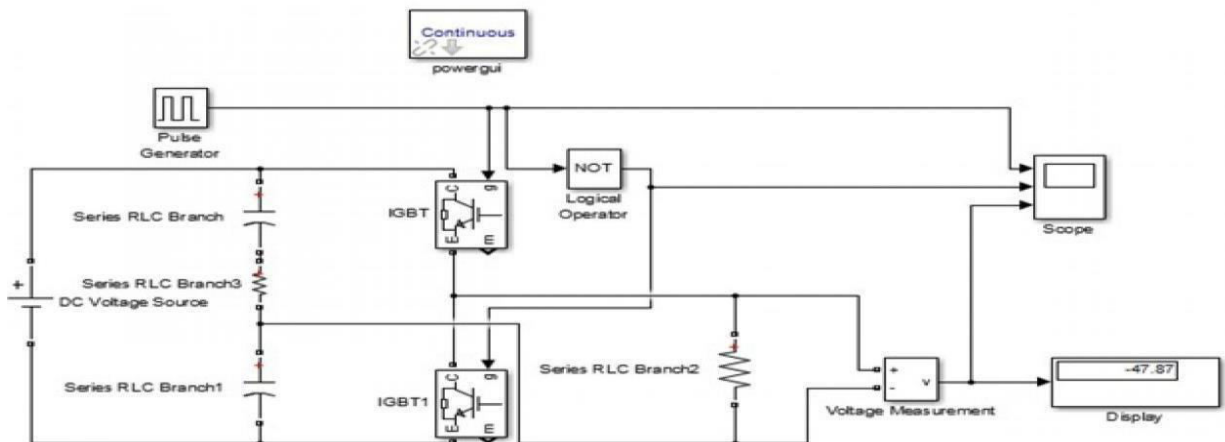 Continuous
powergui
Pulse
Generator
NOT
Logical
Operator
Scope
C
g
IGBT
E
m
Series RLC Branch
+
Series RLC Branch3
DC Voltage Source
Series RLC Branch1
C
g
IGBT1
E
m
Series RLC Branch2
+
-
v
Voltage Measurement
-47.87
Display